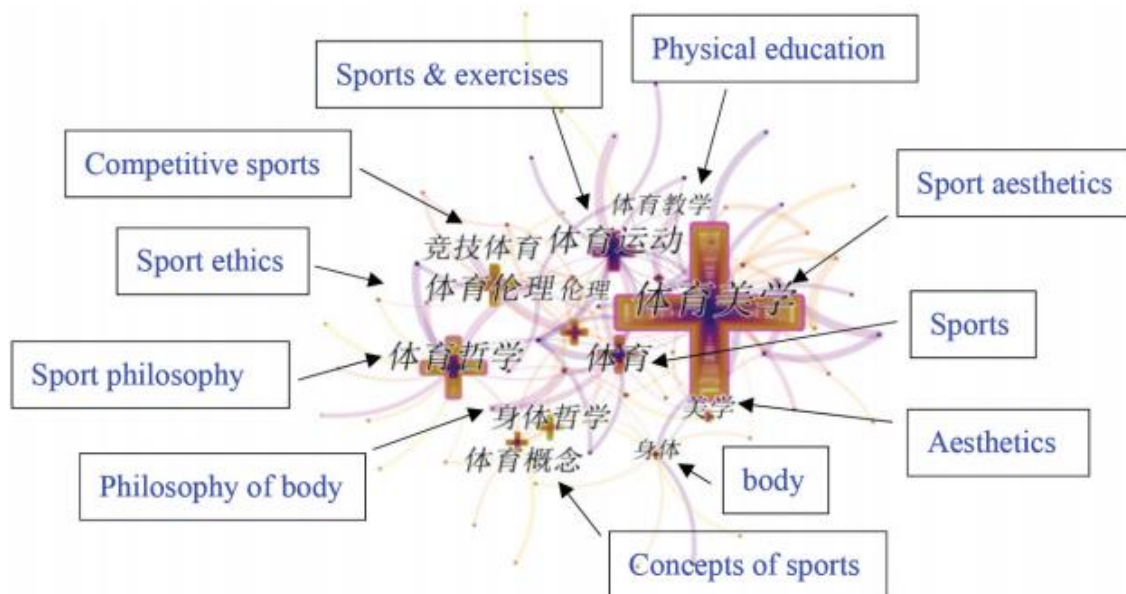 Physical education
Sports & exercises
Competitive sports
Sport aesthetics
体育教学
竞技体育
体育运动
Sport ethics
体育伦理
伦理
体育美学
Sports
Sport philosophy
体育哲学
体育
美学
Aesthetics
身体哲学
身体
体育概念
Philosophy of body
body
Concepts of sports